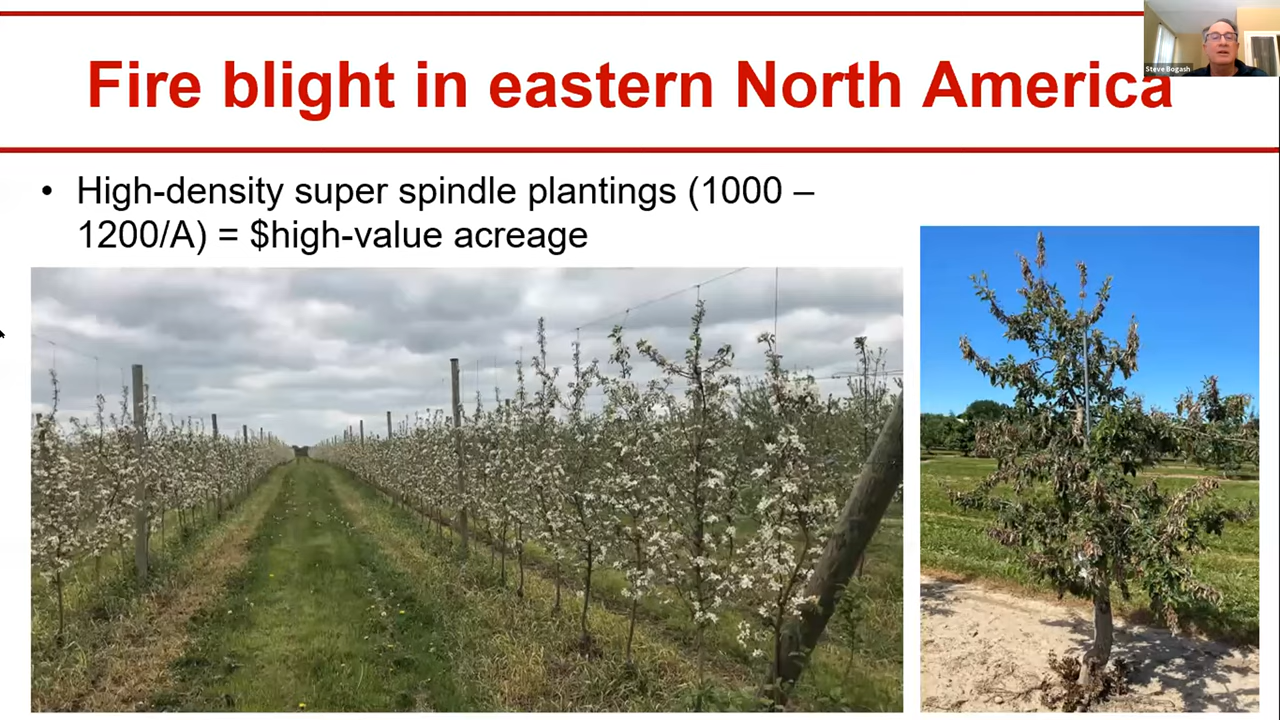 Fire blight in eastern North America
Steve Bogash
• High-density super spindle plantings (1000 –
1200/A) = $high-value acreage